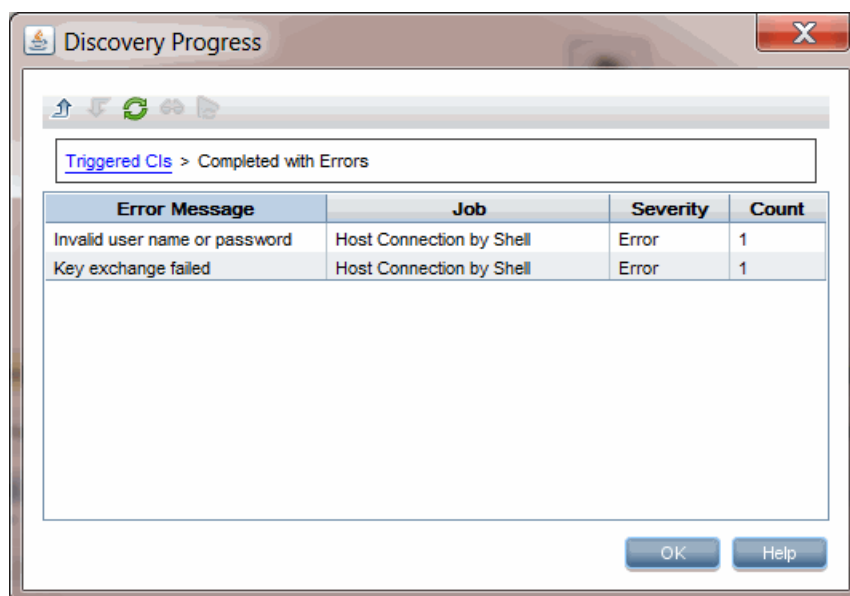 Discovery Progress
Triggered CIs > Completed with Errors
Error Message Job Severity Count
Invalid user name or password Host Connection by Shell Error 1
Key exchange failed Host Connection by Shell Error 1
OK Help